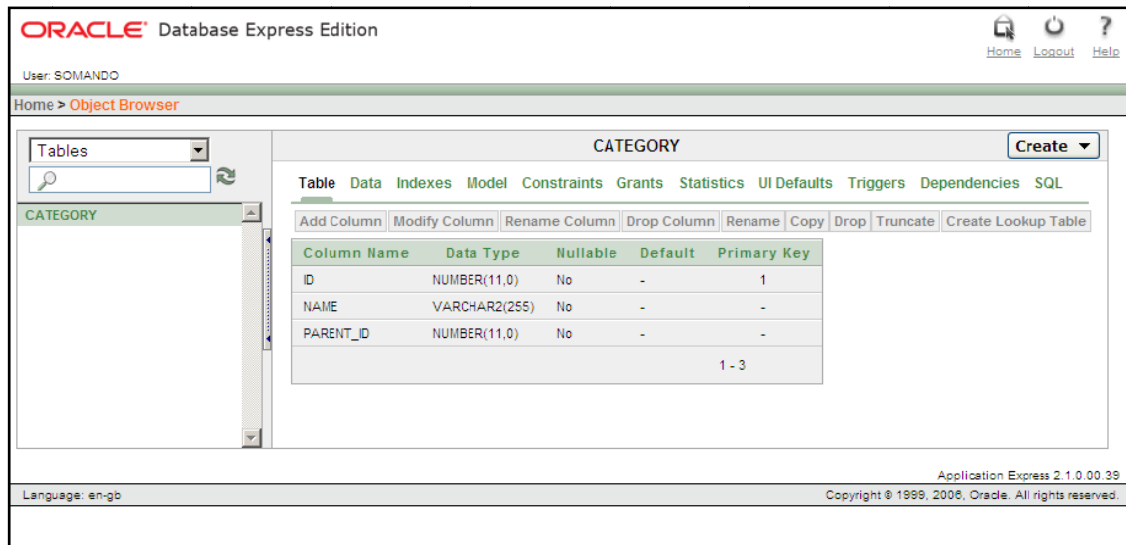 ORACLE® Database Express Edition
Home Logout Help
User: SOMANDO
Home > Object Browser
Tables
CATEGORY
Create
Table Data Indexes Model Constraints Grants Statistics UI Defaults Triggers Dependencies SQL
CATEGORY
Add Column Modify Column Rename Column Drop Column Rename Copy Drop Truncate Create Lookup Table
Column Name Data Type Nullable Default Primary Key
ID NUMBER(11,0) No - 1
NAME VARCHAR2(255) No - -
PARENT_ID NUMBER(11,0) No - -
1 - 3
Application Express 2.1.0.00.39
Language: en-gb
Copyright © 1999, 2006, Oracle. All rights reserved.